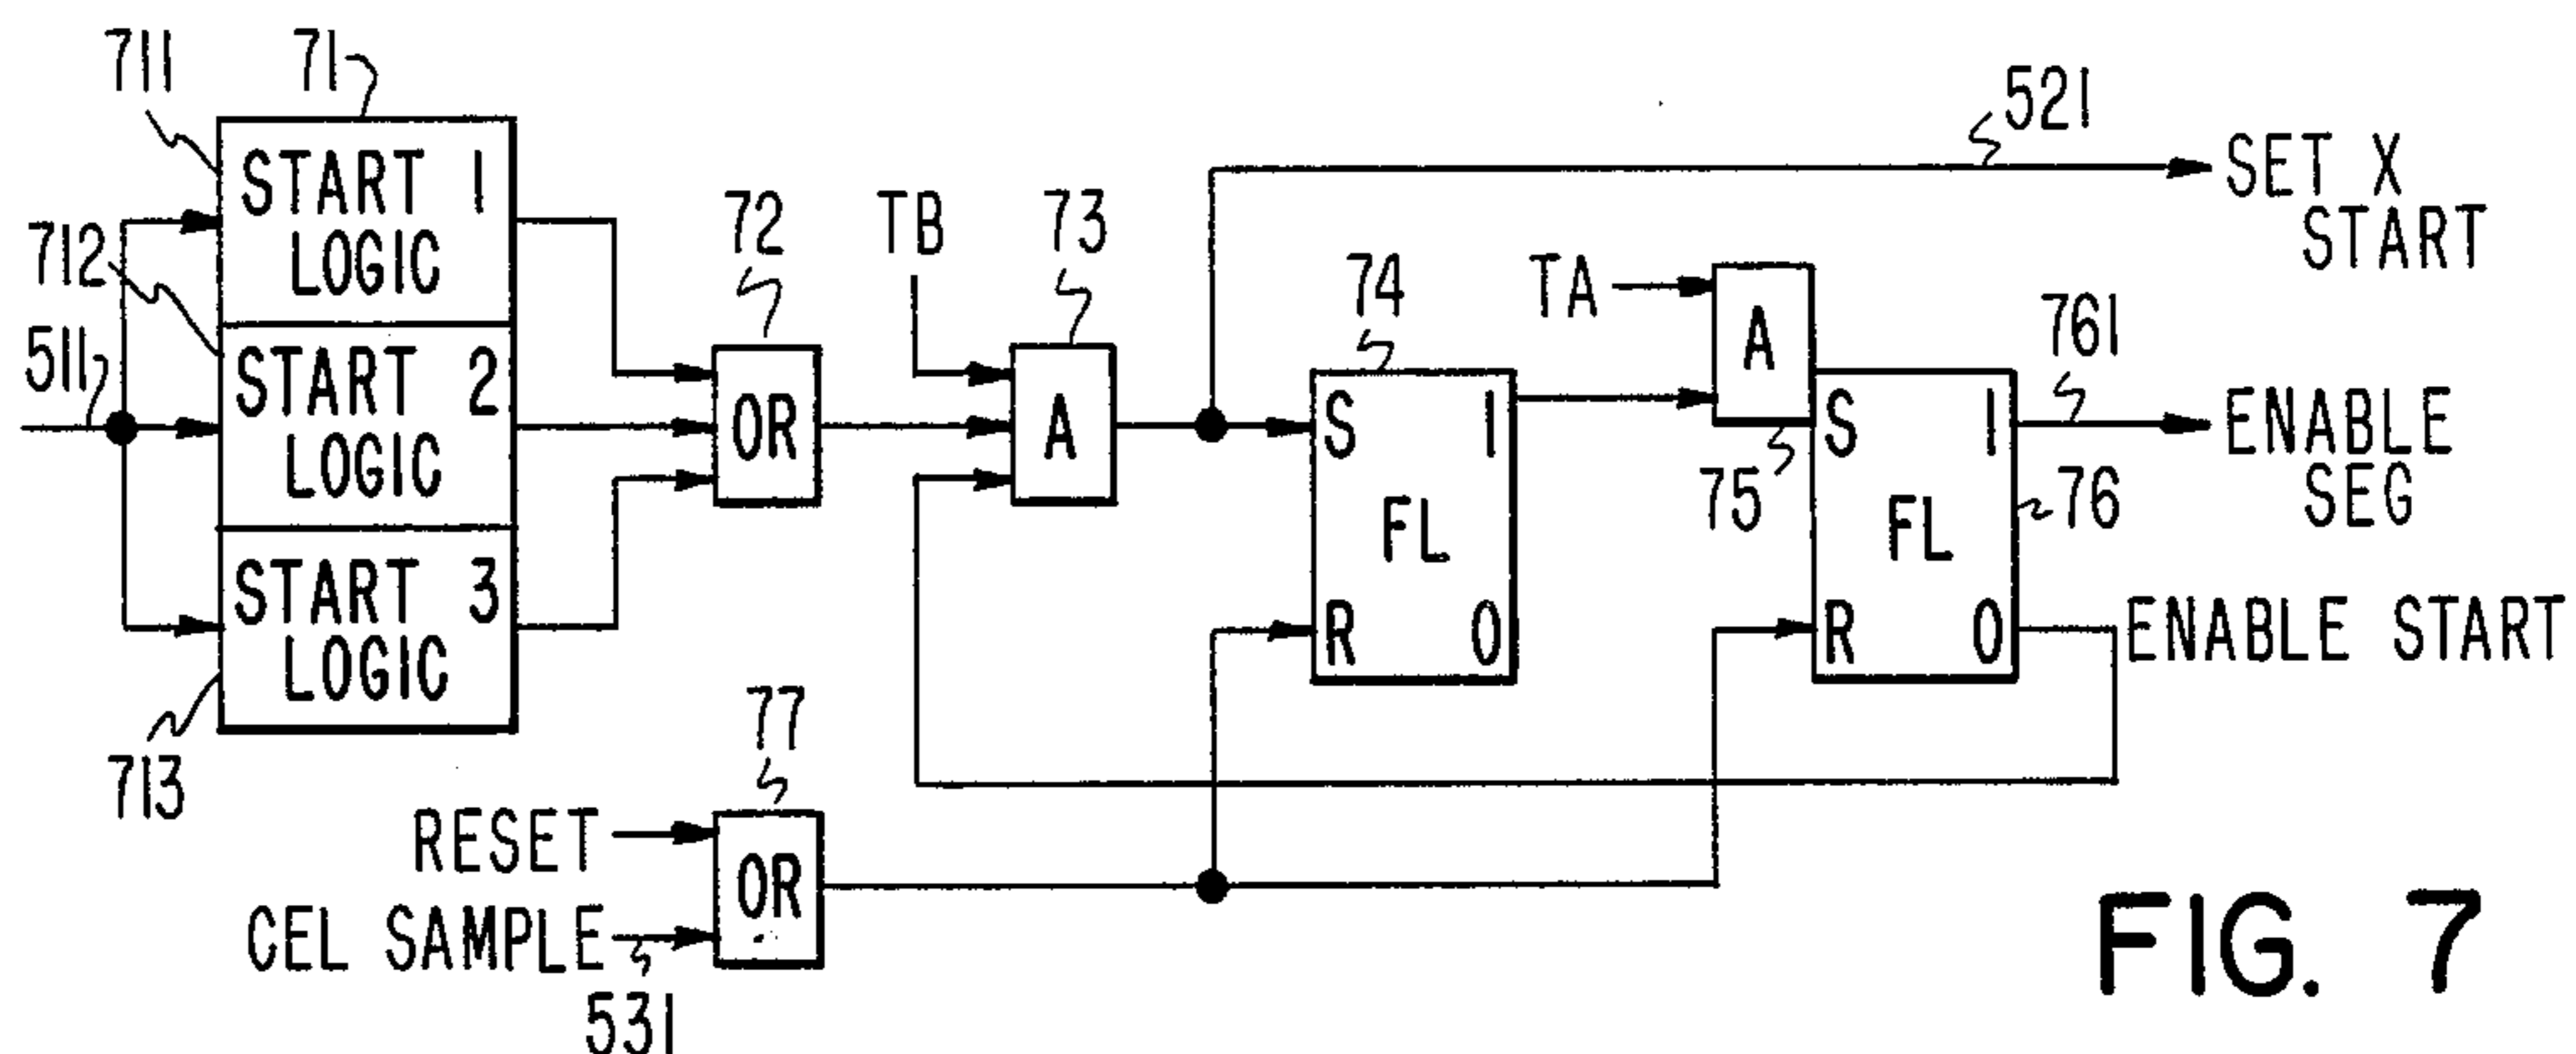 711
71
START 1
LOGIC
712
START 2
LOGIC
511
START 3
LOGIC
713
72
OR
TB
73
A
521
SET X
START
74
S 1
FL
R 0
TA
A
75
S 1
FL
R 0
76
761
ENABLE
SEG
ENABLE START
77
RESET
CEL SAMPLE
OR
531
FIG. 7